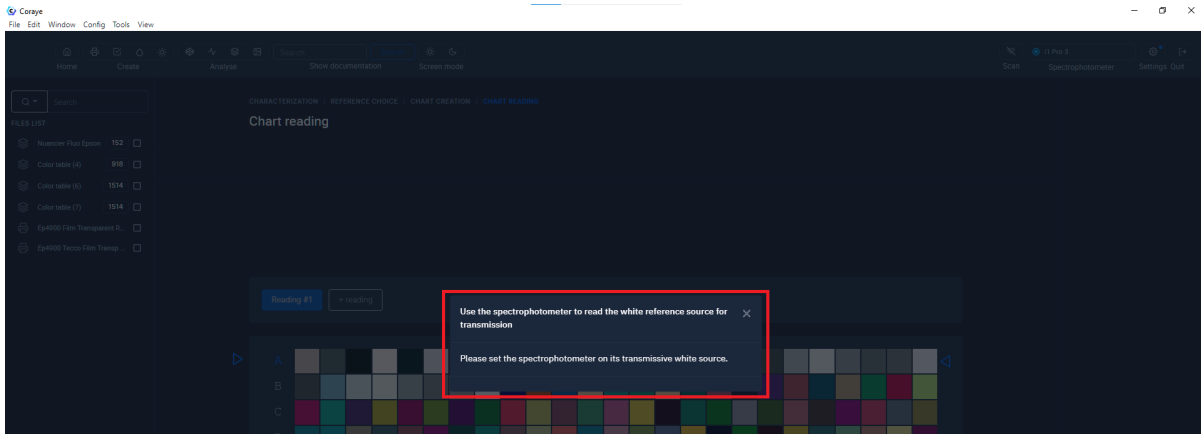 Coraye
File Edit Window Config Tools View
Search
Home Create Analyse Show documentation Screen mode
i1 Pro 3
Scan Spectrophotometer Settings Quit
Search
CHARACTERIZATION / REFERENCE CHOICE / CHART CREATION / CHART READING
FILES LIST
Chart reading
Nuencier Fluo Epson 152
Color table (4) 918
Color table (6) 1514
Color table (7) 1514
Ep4900 Film Transparent R...
Ep4900 Tecco Film Transp...
Reading #1 + reading
Use the spectrophotometer to read the white reference source for
transmission
Please set the spectrophotometer on its transmissive white source.
A
B
C